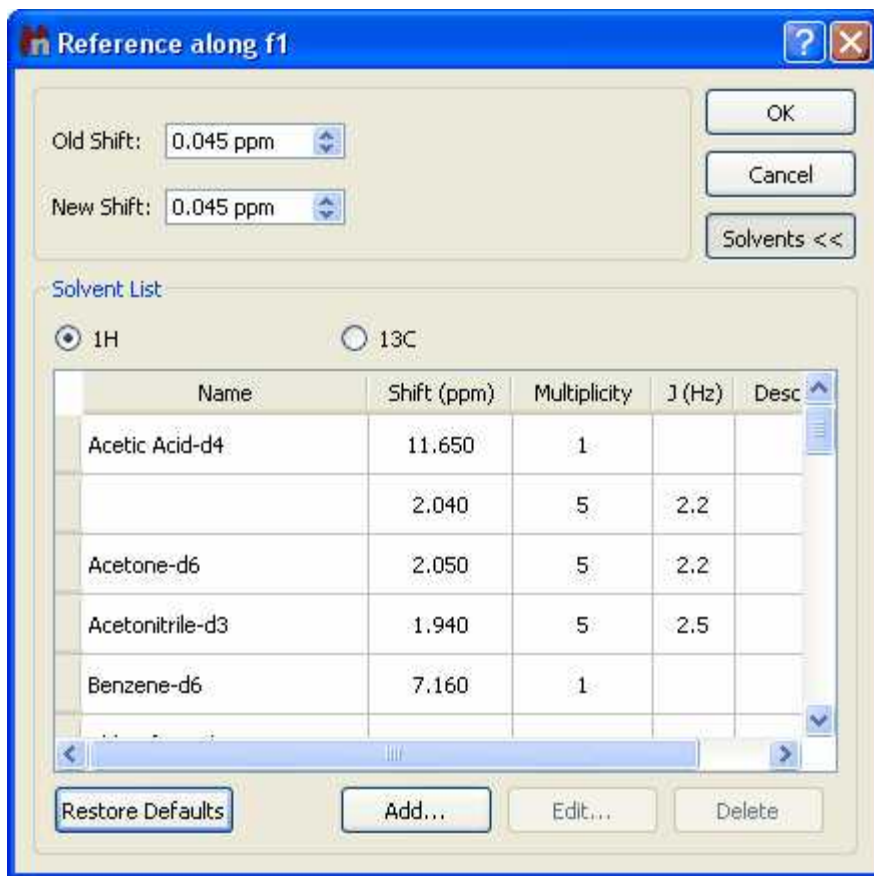 Reference along f1
Old Shift: 0.045 ppm
OK
New Shift: 0.045 ppm
Cancel
Solvents <<
Solvent List
1H 13C
Name Shift (ppm) Multiplicity J (Hz) Desc
Acetic Acid-d4 11.650 1
2.040 5 2.2
Acetone-d6 2.050 5 2.2
Acetonitrile-d3 1.940 5 2.5
Benzene-d6 7.160 1
Restore Defaults Add... Edit... Delete